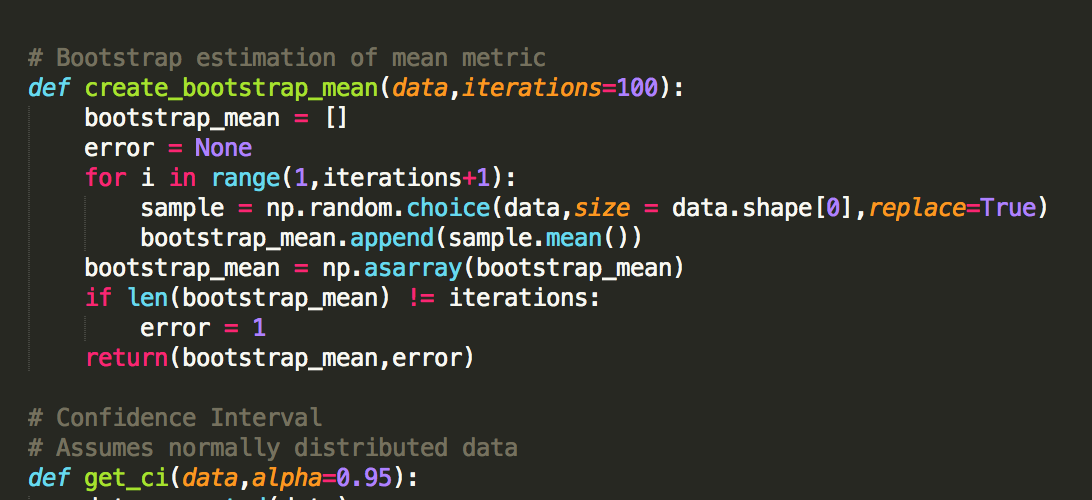 # Bootstrap estimation of mean metric
def create_bootstrap_mean(data,iterations=100):
    bootstrap_mean = []
    error = None
    for i in range(1,iterations+1):
        sample = np.random.choice(data,size = data.shape[0],replace=True)
        bootstrap_mean.append(sample.mean())
    bootstrap_mean = np.asarray(bootstrap_mean)
    if len(bootstrap_mean) != iterations:
        error = 1
    return(bootstrap_mean,error)

# Confidence Interval
# Assumes normally distributed data
def get_ci(data,alpha=0.95):